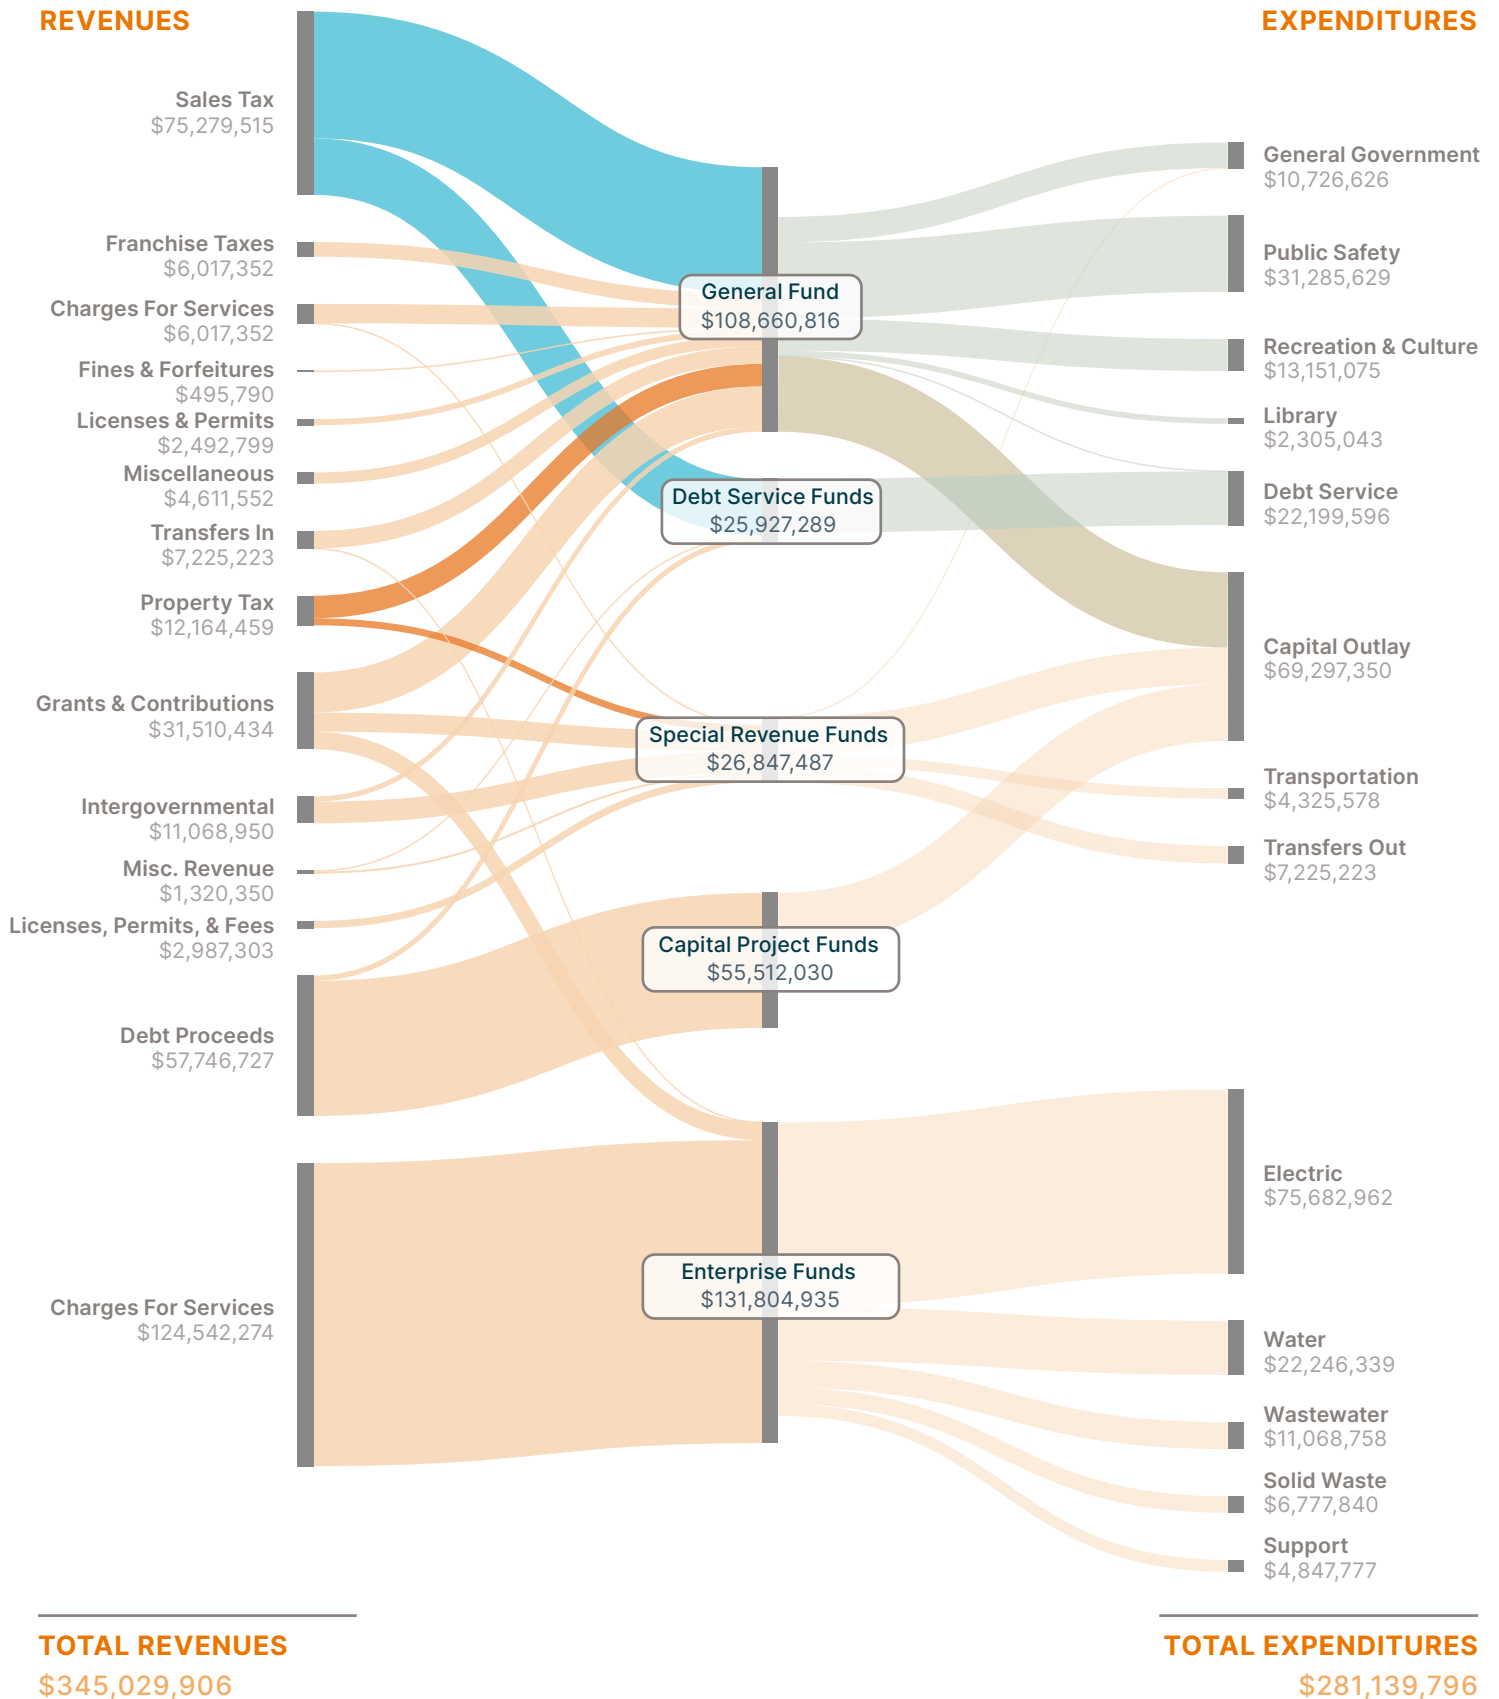 REVENUES
Sales Tax
$75,279,515
Franchise Taxes
$6,017,352
Charges For Services
$6,017,352
Fines & Forfeitures
$495,790
Licenses & Permits
$2,492,799
Miscellaneous
$4,611,552
Transfers In
$7,225,223
Property Tax
$12,164,459
Grants & Contributions
$31,510,434
Intergovernmental
$11,068,950
Misc. Revenue
$1,320,350
Licenses, Permits, & Fees
$2,987,303
Debt Proceeds
$57,746,727
Charges For Services
$124,542,274
TOTAL REVENUES
$345,029,906
General Fund
$108,660,816
Debt Service Funds
$25,927,289
Special Revenue Funds
$26,847,487
Capital Project Funds
$55,512,030
Enterprise Funds
$131,804,935
EXPENDITURES
General Government
$10,726,626
Public Safety
$31,285,629
Recreation & Culture
$13,151,075
Library
$2,305,043
Debt Service
$22,199,596
Capital Outlay
$69,297,350
Transportation
$4,325,578
Transfers Out
$7,225,223
Electric
$75,682,962
Water
$22,246,339
Wastewater
$11,068,758
Solid Waste
$6,777,840
Support
$4,847,777
TOTAL EXPENDITURES
$281,139,796